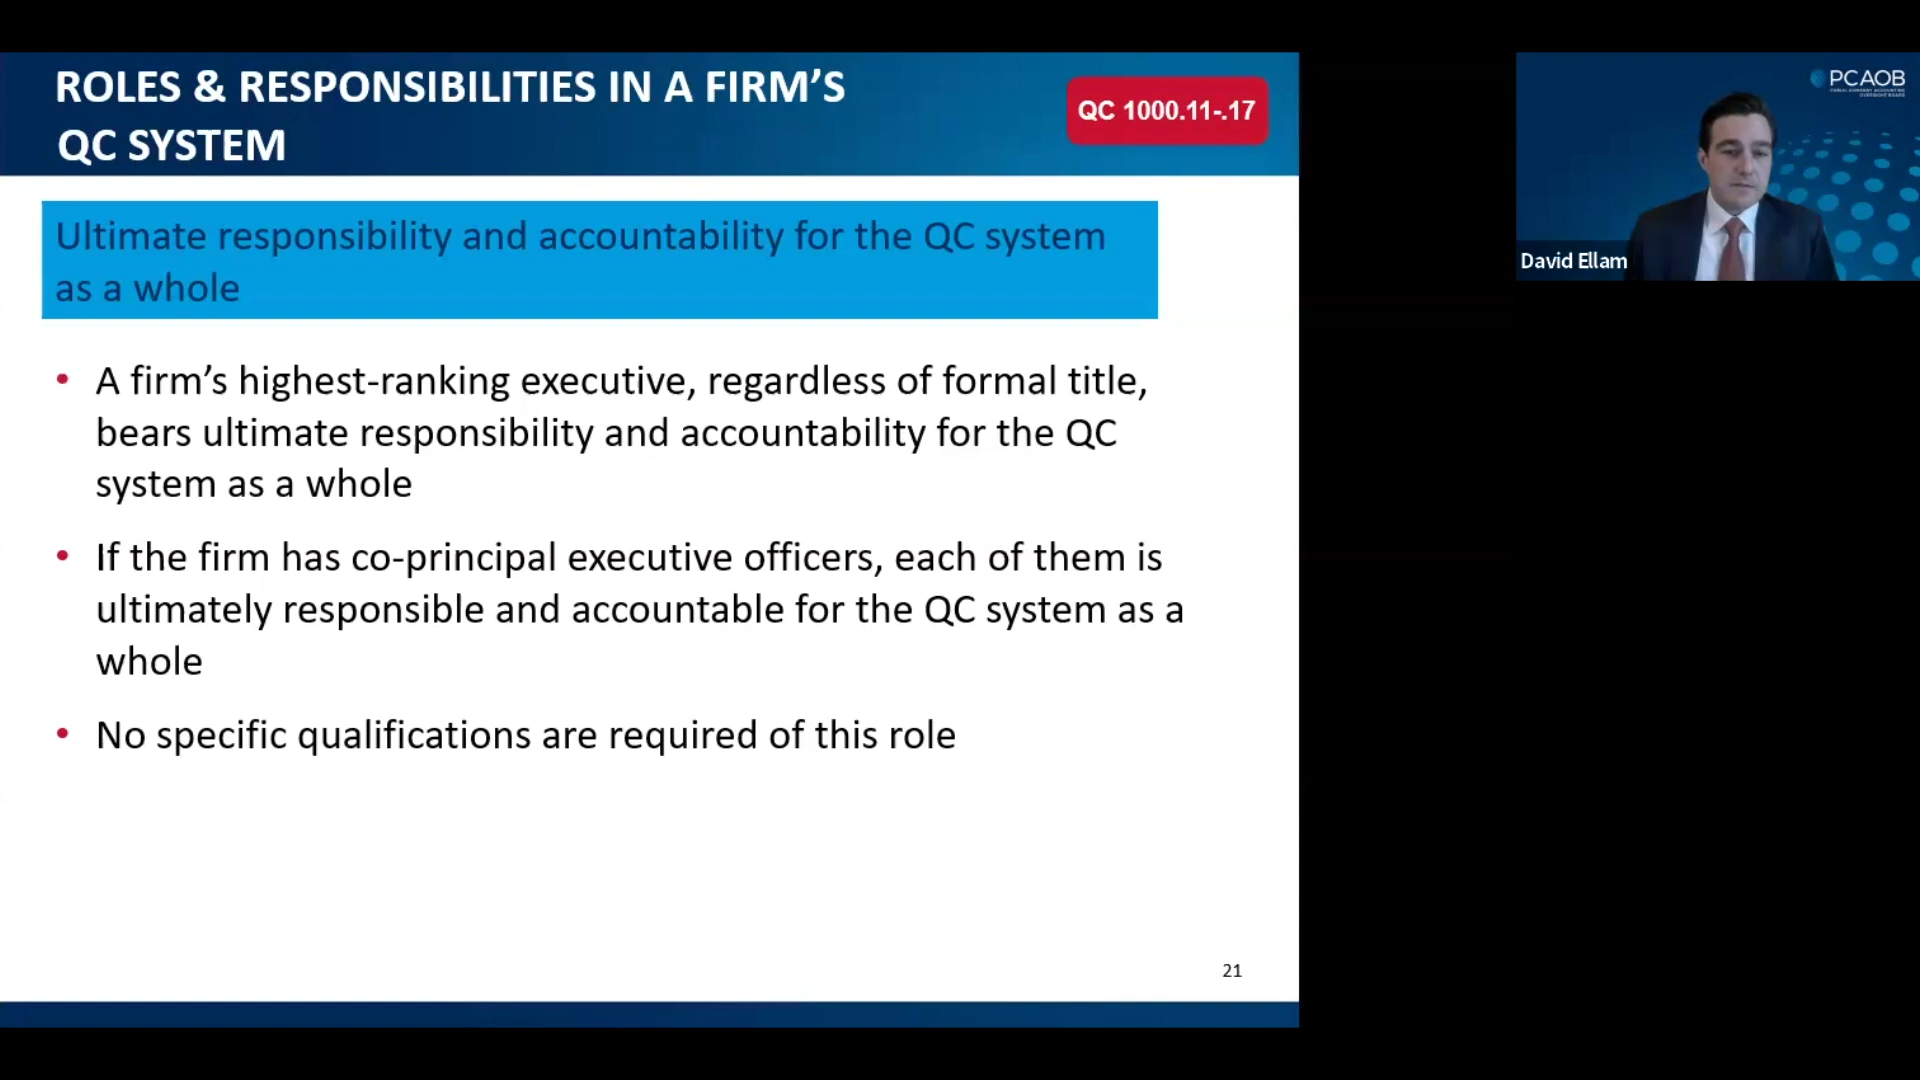 ROLES & RESPONSIBILITIES IN A FIRM’S
QC SYSTEM
QC 1000.11-.17
Ultimate responsibility and accountability for the QC system
as a whole
• A firm’s highest-ranking executive, regardless of formal title,
bears ultimate responsibility and accountability for the QC
system as a whole
• If the firm has co-principal executive officers, each of them is
ultimately responsible and accountable for the QC system as a
whole
• No specific qualifications are required of this role
21
PCAOB
David Ellam